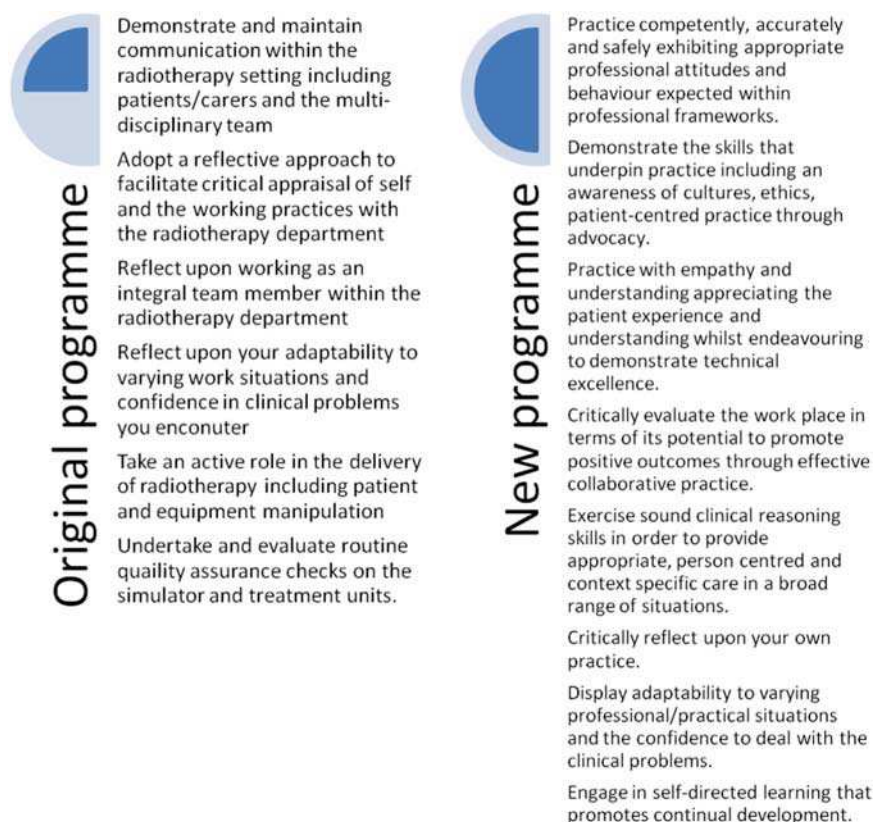 Original programme
Demonstrate and maintain
communication within the
radiotherapy setting including
patients/carers and the multi-
disciplinary team
Adopt a reflective approach to
facilitate critical appraisal of self
and the working practices with
the radiotherapy department
Reflect upon working as an
integral team member within the
radiotherapy department
Reflect upon your adaptability to
varying work situations and
confidence in clinical problems
you enconuter
Take an active role in the delivery
of radiotherapy including patient
and equipment manipulation
Undertake and evaluate routine
quaility assurance checks on the
simulator and treatment units.
New programme
Practice competently, accurately
and safely exhibiting appropriate
professional attitudes and
behaviour expected within
professional frameworks.
Demonstrate the skills that
underpin practice including an
awareness of cultures, ethics,
patient-centred practice through
advocacy.
Practice with empathy and
understanding appreciating the
patient experience and
understanding whilst endeavouring
to demonstrate technical
excellence.
Critically evaluate the work place in
terms of its potential to promote
positive outcomes through effective
collaborative practice.
Exercise sound clinical reasoning
skills in order to provide
appropriate, person centred and
context specific care in a broad
range of situations.
Critically reflect upon your own
practice.
Display adaptability to varying
professional/practical situations
and the confidence to deal with the
clinical problems.
Engage in self-directed learning that
promotes continual development.